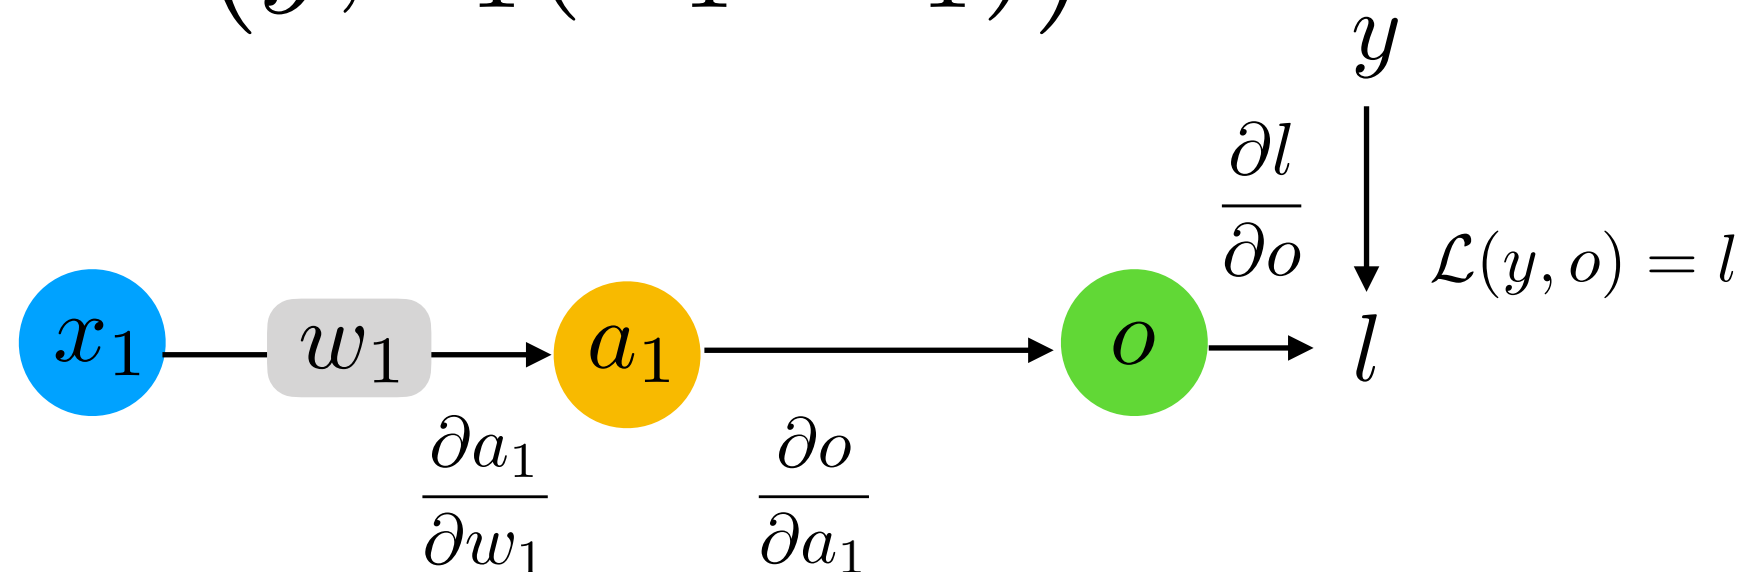 y
∂l
∂o
ℒ(y, o) = l
x₁ w₁ a₁ o l
∂a₁
∂w₁
∂o
∂a₁